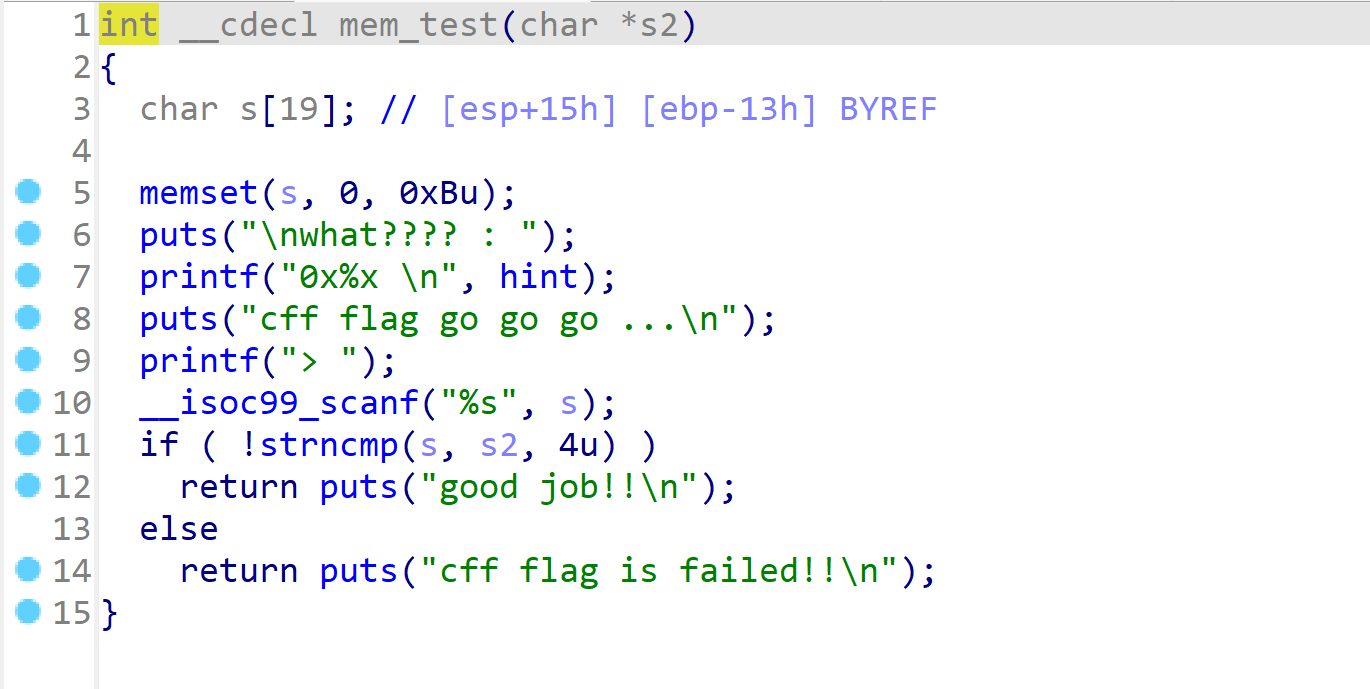 1 int __cdecl mem_test(char *s2)
2 {
3   char s[19]; // [esp+15h] [ebp-13h] BYREF
4
5   memset(s, 0, 0xBu);
6   puts("\nwhat???? : ");
7   printf("0x%x \n", hint);
8   puts("cff flag go go go ...\n");
9   printf("> ");
10   __isoc99_scanf("%s", s);
11   if ( !strncmp(s, s2, 4u) )
12     return puts("good job!!\n");
13   else
14     return puts("cff flag is failed!!\n");
15 }